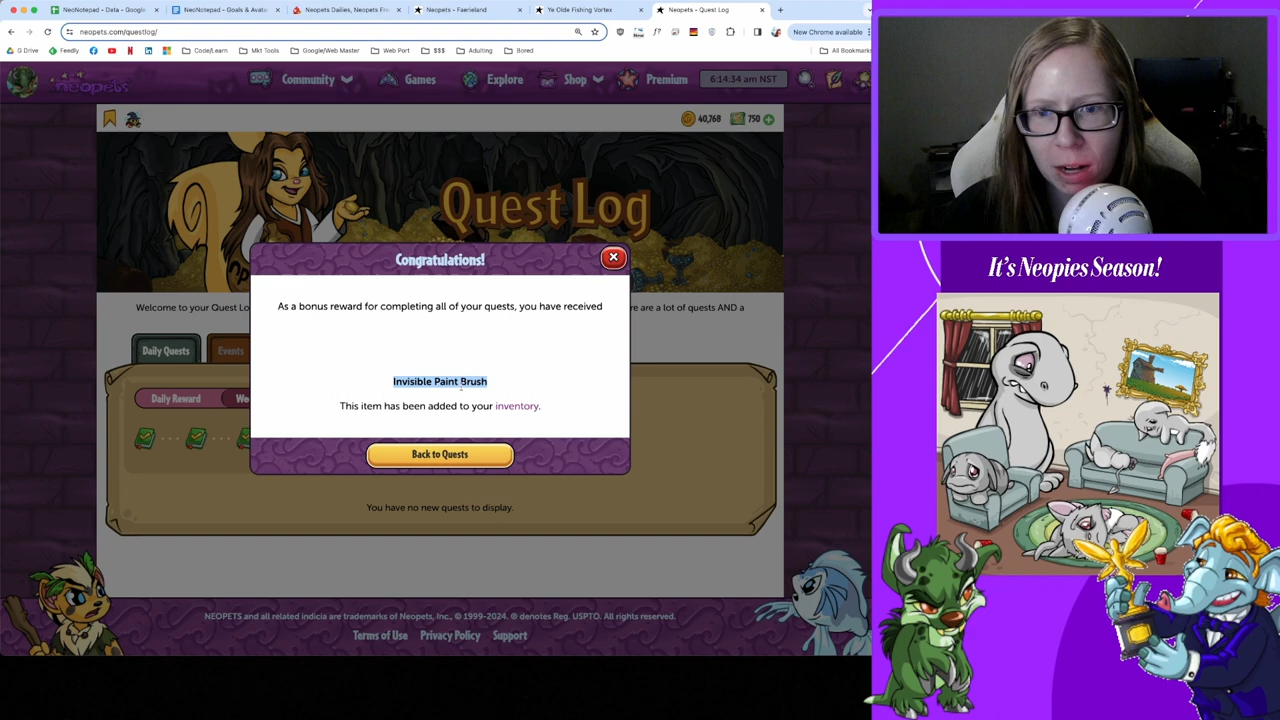 NeoNotepad - Data - Google
NeoNotepad - Goals & Avata
Neopets Dailies, Neopets Fre
Neopets - Faerieland
Ye Olde Fishing Vortex
Neopets - Quest Log
neopets.com/questlog/
New Chrome available
G Drive
Feedly
Code/Learn
Mkt Tools
Google/Web Master
Web Port
$$$
Adulting
Bored
All Bookmarks
neopets
Community
Games
Explore
Shop
Premium
6:14:34 am NST
40,768
750
Quest Log
Congratulations!
It's Neopies Season!
As a bonus reward for completing all of your quests, you have received
Welcome to your Quest Lo
ere are a lot of quests AND a
Daily Quests
Events
Invisible Paint Brush
Daily Reward
We
This item has been added to your inventory.
Back to Quests
You have no new quests to display.
NEOPETS and all related indicia are trademarks of Neopets, Inc., © 1999-2024. ® denotes Reg. USPTO. All rights reserved.
Terms of Use
Privacy Policy
Support